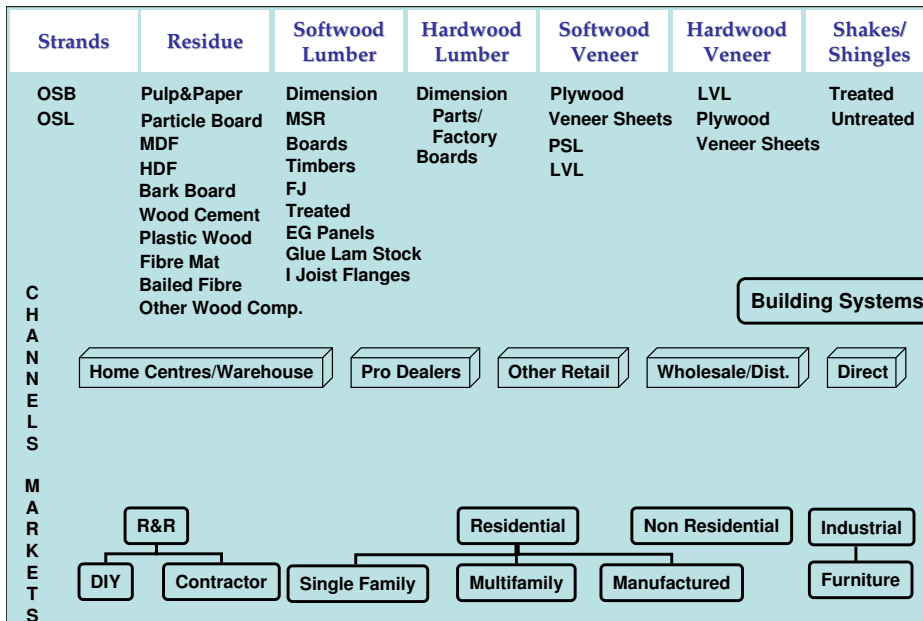 Strands
Residue
Softwood
Lumber
Hardwood
Lumber
Softwood
Veneer
Hardwood
Veneer
Shakes/
Shingles
OSB
OSL
Pulp&Paper
Particle Board
MDF
HDF
Bark Board
Wood Cement
Plastic Wood
Fibre Mat
Bailed Fibre
Other Wood Comp.
Dimension
MSR
Boards
Timbers
FJ
Treated
EG Panels
Glue Lam Stock
I Joist Flanges
Dimension
Parts/
Factory
Boards
Plywood
Veneer Sheets
PSL
LVL
LVL
Plywood
Veneer Sheets
Treated
Untreated
Building Systems
CHANNELS
Home Centres/Warehouse
Pro Dealers
Other Retail
Wholesale/Dist.
Direct
MARKETS
R&R
DIY
Contractor
Residential
Single Family
Multifamily
Manufactured
Non Residential
Industrial
Furniture